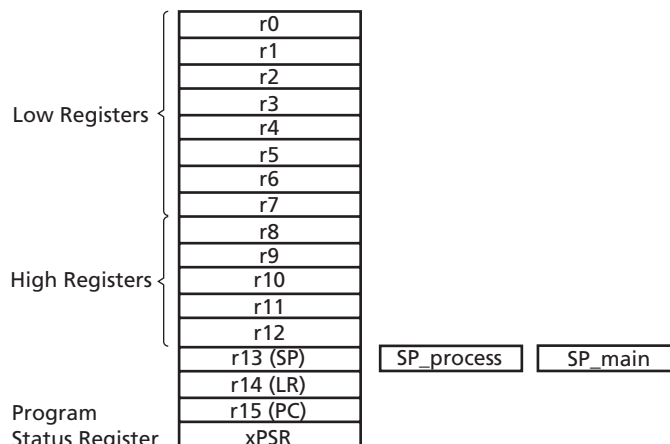 r0
r1
r2
Low Registers
r3
r4
r5
r6
r7
r8
r9
High Registers
r10
r11
r12
r13 (SP)
SP_process
SP_main
r14 (LR)
Program
Status Register
r15 (PC)
xPSR